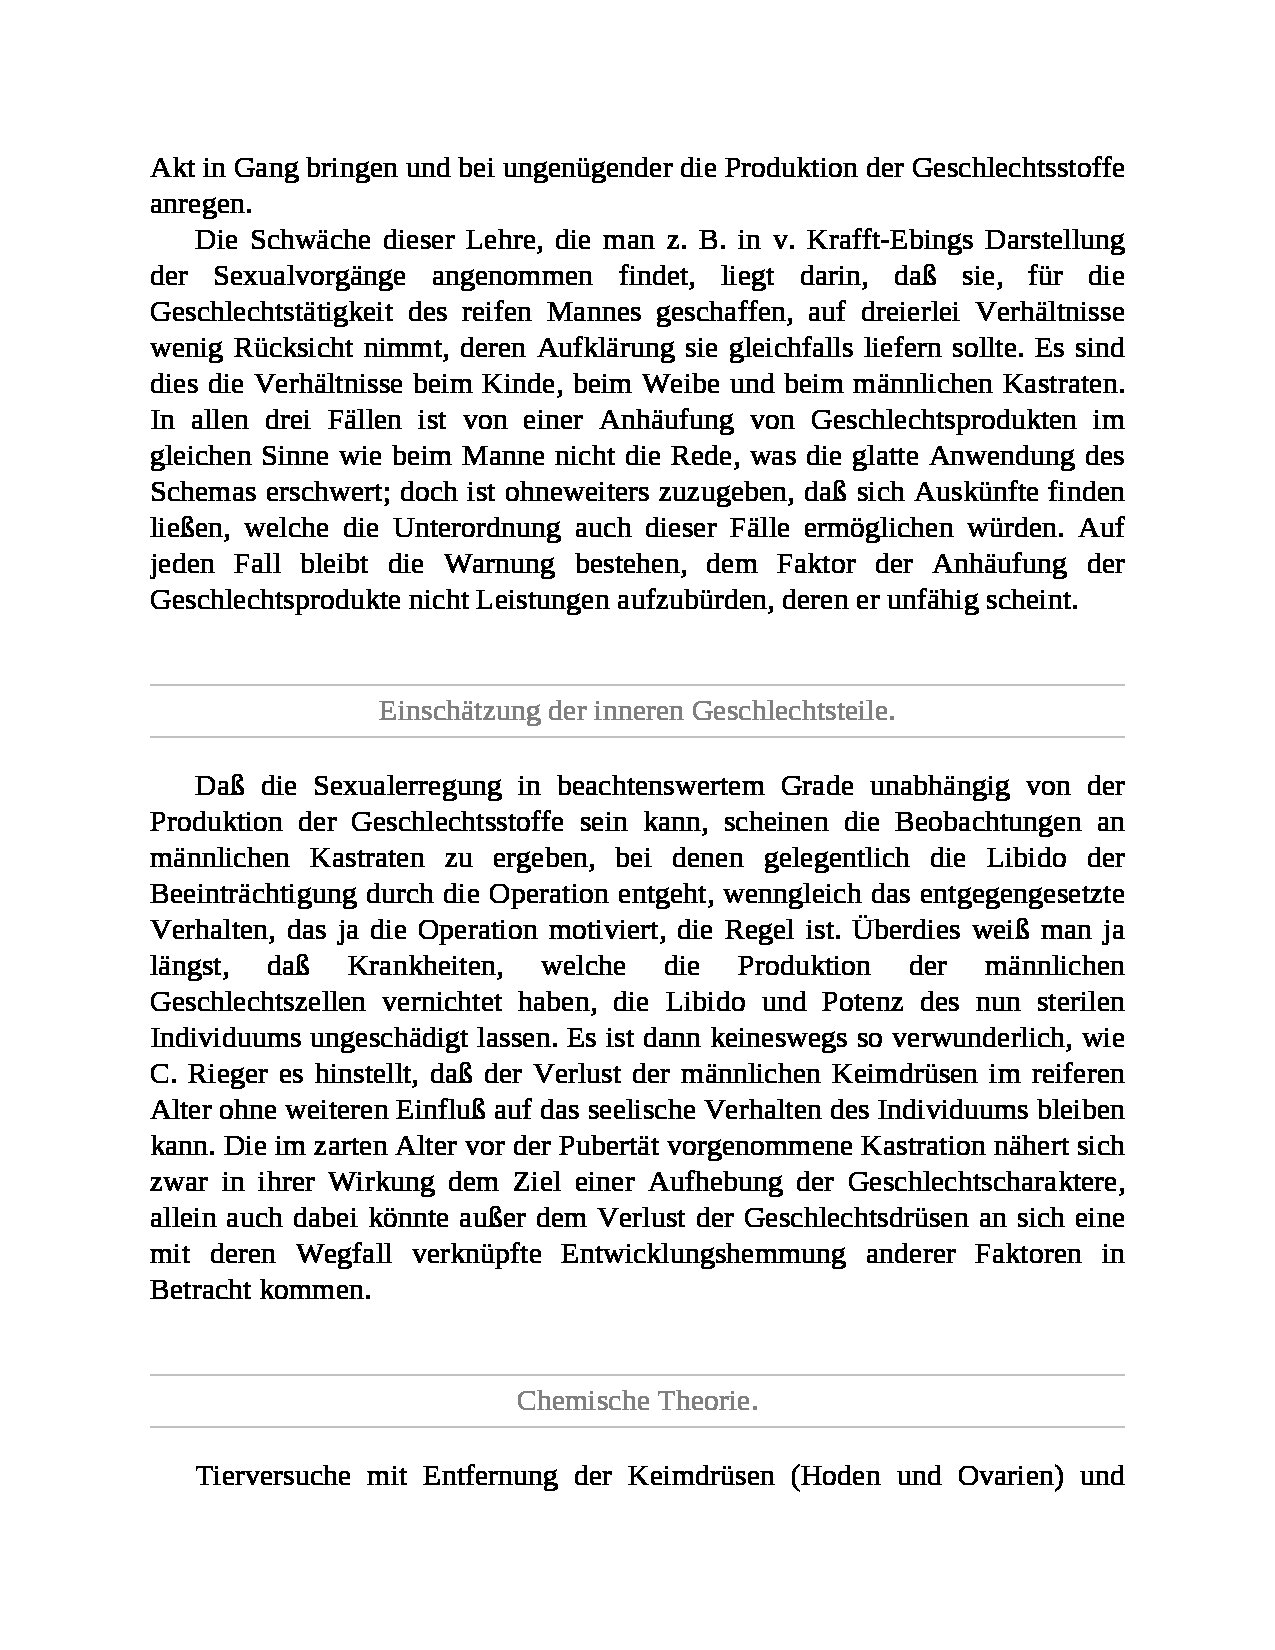 Akt in Gang bringen und bei ungenügender die Produktion der Geschlechtsstoffe
anregen.
Die Schwäche dieser Lehre, die man z. B. in v. Krafft-Ebings Darstellung
der Sexualvorgänge angenommen findet, liegt darin, daß sie, für die
Geschlechtstätigkeit des reifen Mannes geschaffen, auf dreierlei Verhältnisse
wenig Rücksicht nimmt, deren Aufklärung sie gleichfalls liefern sollte. Es sind
dies die Verhältnisse beim Kinde, beim Weibe und beim männlichen Kastraten.
In allen drei Fällen ist von einer Anhäufung von Geschlechtsprodukten im
gleichen Sinne wie beim Manne nicht die Rede, was die glatte Anwendung des
Schemas erschwert; doch ist ohneweiters zuzugeben, daß sich Auskünfte finden
ließen, welche die Unterordnung auch dieser Fälle ermöglichen würden. Auf
jeden Fall bleibt die Warnung bestehen, dem Faktor der Anhäufung der
Geschlechtsprodukte nicht Leistungen aufzubürden, deren er unfähig scheint.
Einschätzung der inneren Geschlechtsteile.
Daß die Sexualerregung in beachtenswertem Grade unabhängig von der
Produktion der Geschlechtsstoffe sein kann, scheinen die Beobachtungen an
männlichen Kastraten zu ergeben, bei denen gelegentlich die Libido der
Beeinträchtigung durch die Operation entgeht, wenngleich das entgegengesetzte
Verhalten, das ja die Operation motiviert, die Regel ist. Überdies weiß man ja
längst, daß Krankheiten, welche die Produktion der männlichen
Geschlechtszellen vernichtet haben, die Libido und Potenz des nun sterilen
Individuums ungeschädigt lassen. Es ist dann keineswegs so verwunderlich, wie
C. Rieger es hinstellt, daß der Verlust der männlichen Keimdrüsen im reiferen
Alter ohne weiteren Einfluß auf das seelische Verhalten des Individuums bleiben
kann. Die im zarten Alter vor der Pubertät vorgenommene Kastration nähert sich
zwar in ihrer Wirkung dem Ziel einer Aufhebung der Geschlechtscharaktere,
allein auch dabei könnte außer dem Verlust der Geschlechtsdrüsen an sich eine
mit deren Wegfall verknüpfte Entwicklungshemmung anderer Faktoren in
Betracht kommen.
Chemische Theorie.
Tierversuche mit Entfernung der Keimdrüsen (Hoden und Ovarien) und